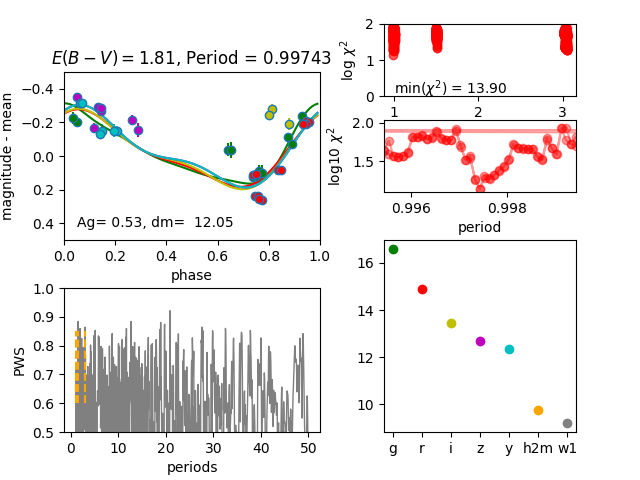 E(B − V) = 1.81, Period = 0.99743
magnitude - mean
−0.4
−0.2
0.0
0.2
0.4
Ag= 0.53, dm=  12.05
0.0 0.2 0.4 0.6 0.8 1.0
phase
log χ²
2
1
0
min(χ²) = 13.90
1 2 3
log10 χ²
2.0
1.5
0.996 0.998
period
PWS
1.0
0.9
0.8
0.7
0.6
0.5
0 10 20 30 40 50
periods
16
14
12
10
g r i z y h2m w1